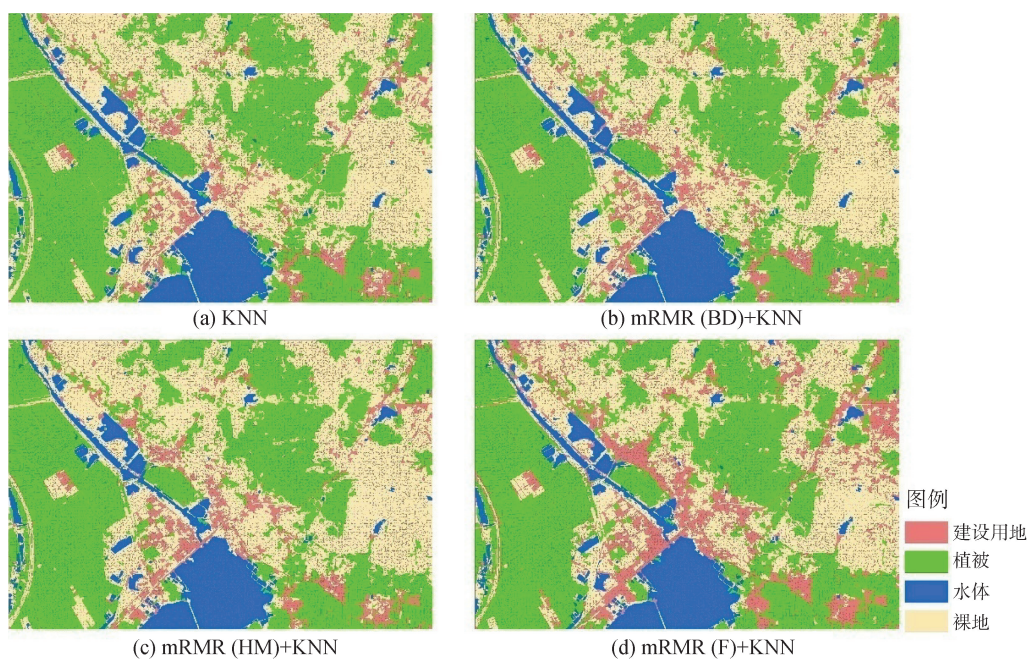 (a) KNN
(b) mRMR (BD)+KNN
(c) mRMR (HM)+KNN
(d) mRMR (F)+KNN
图例
建设用地
植被
水体
裸地